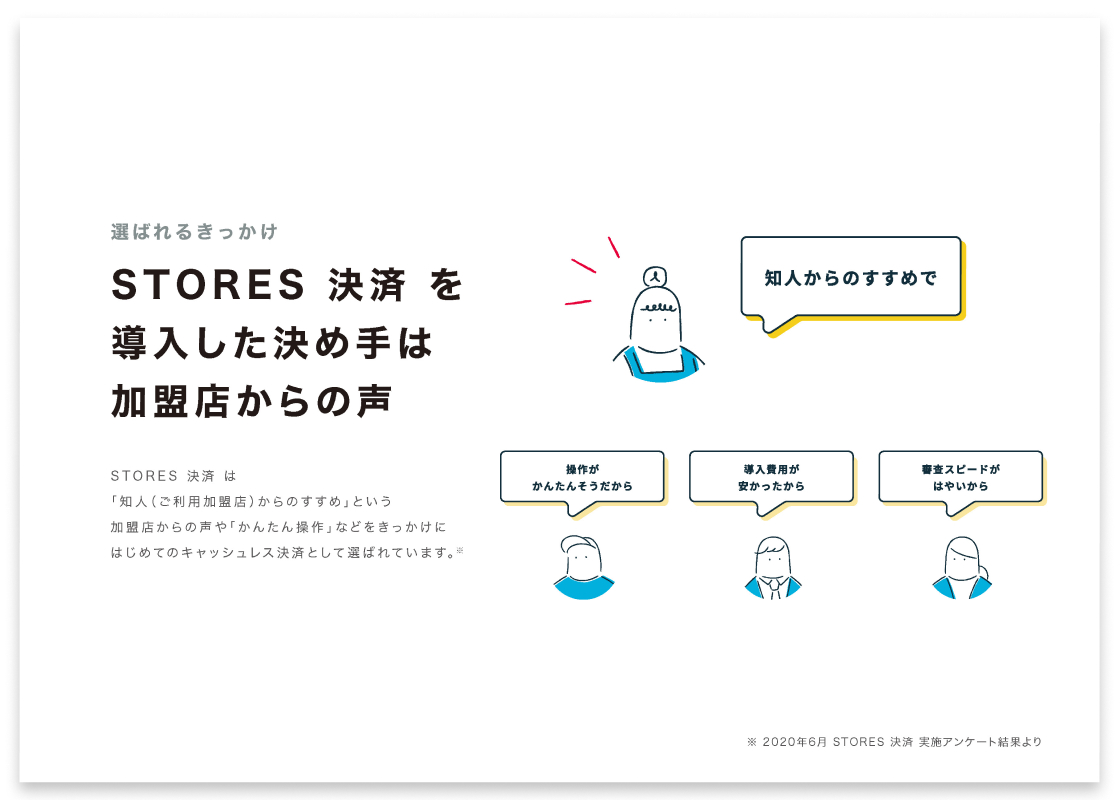 選ばれるきっかけ
STORES 決済 を
導入した決め手は
加盟店からの声
STORES 決済 は
「知人（ご利用加盟店）からのすすめ」という
加盟店からの声や「かんたん操作」などをきっかけに
はじめてのキャッシュレス決済として選ばれています。※
知人からのすすめで
操作が
かんたんそうだから
導入費用が
安かったから
審査スピードが
はやいから
※ 2020年6月 STORES 決済 実施アンケート結果より